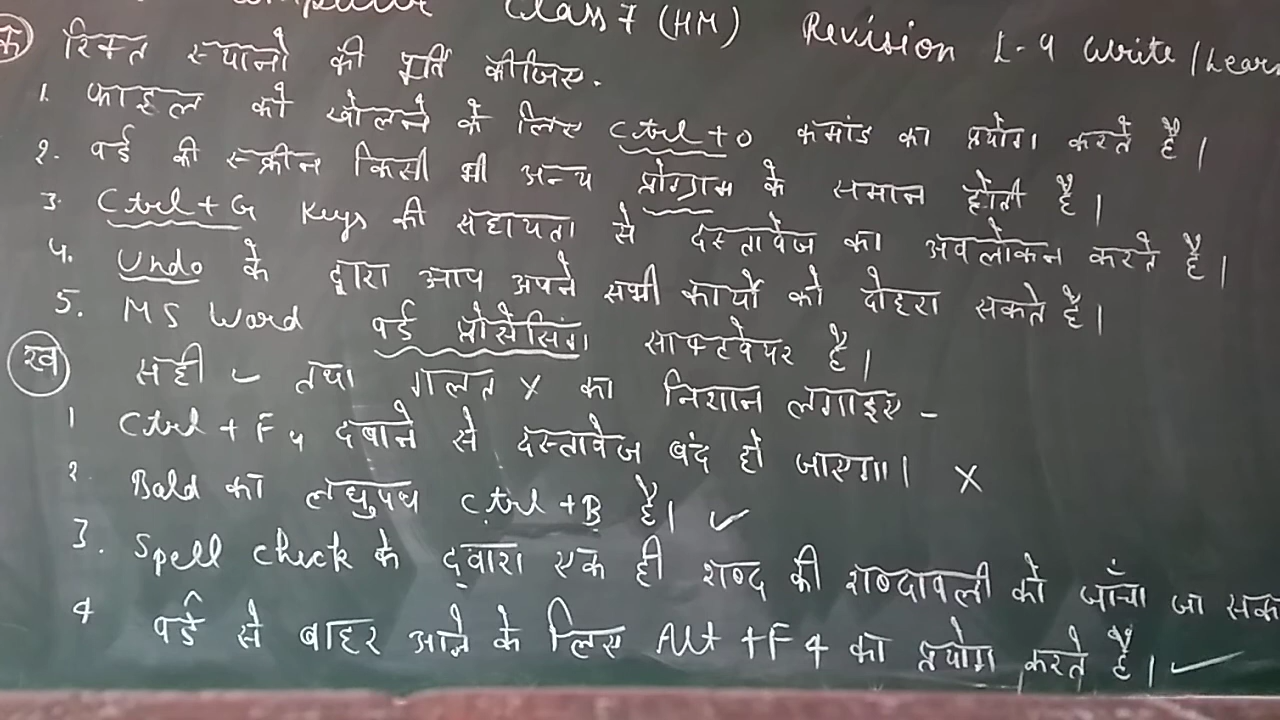 Class 7 (HM) Revision L-4 Write / Learn
क रिक्त स्थानो की पूर्ति कीजिए.
1. फाइल को खोलने के लिए Ctrl+O कमांड का प्रयोग करते हैं।
2. वर्ड की स्क्रीन किसी भी अन्य प्रोग्राम के समान होती है।
3. Ctrl+G Keys की सहायता से दस्तावेज का अवलोकन करते हैं।
4. Undo के द्वारा आप अपने सभी कार्यो को दोहरा सकते हैं।
5. MS Word वर्ड प्रोसेसिंग साफ्टवेयर है।
ख सही ✓ तथा गलत X का निशान लगाइए -
1 Ctrl + F4 दबाने से दस्तावेज बंद हो जाएगा। X
2. Bald का लघुपथ Ctrl+B है। ✓
3. Spell check के द्वारा एक ही शब्द की शब्दावली को जाँचा जा सक
4 वर्ड से बाहर आने के लिए Alt +F4 का प्रयोग करते हैं। ✓